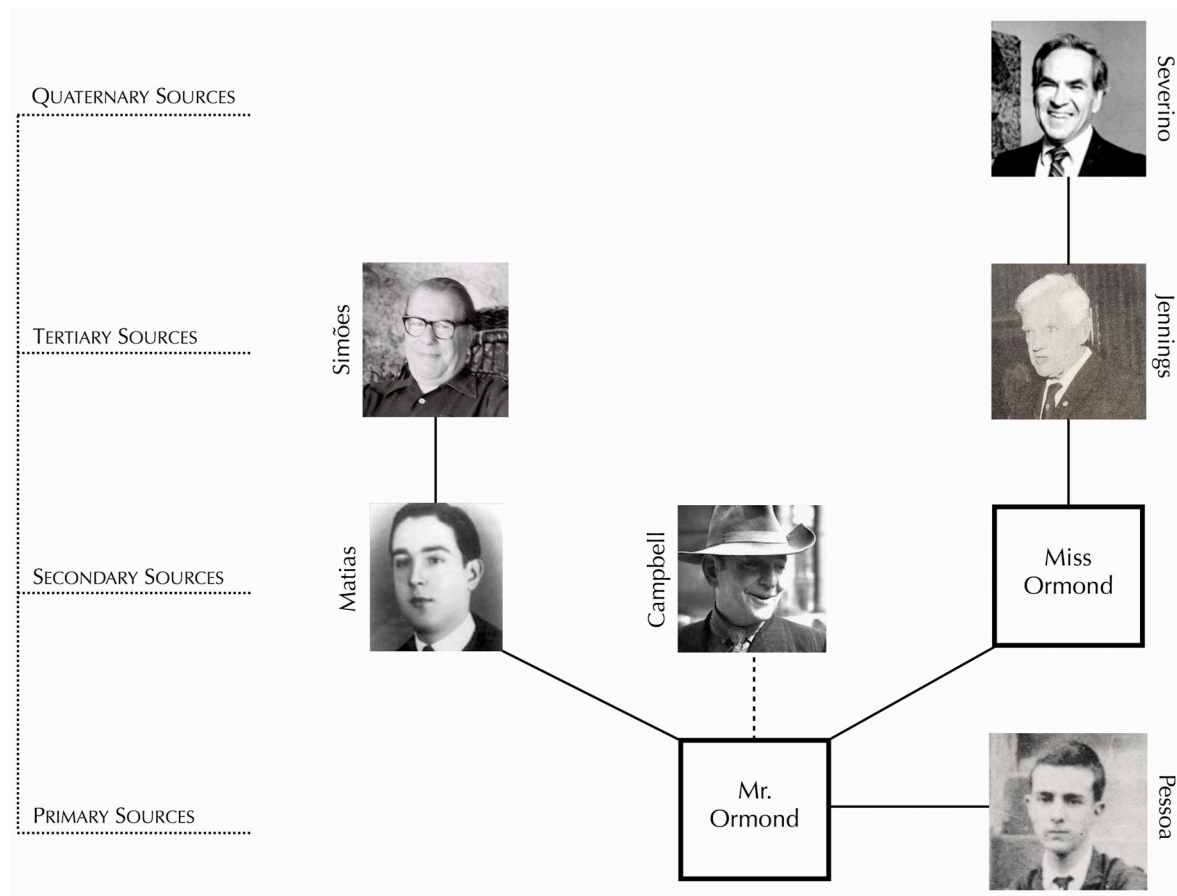 QUATERNARY SOURCES
Severino
TERTIARY SOURCES
Simões
Jennings
SECONDARY SOURCES
Matias
Campbell
Miss
Ormond
PRIMARY SOURCES
Mr.
Ormond
Pessoa